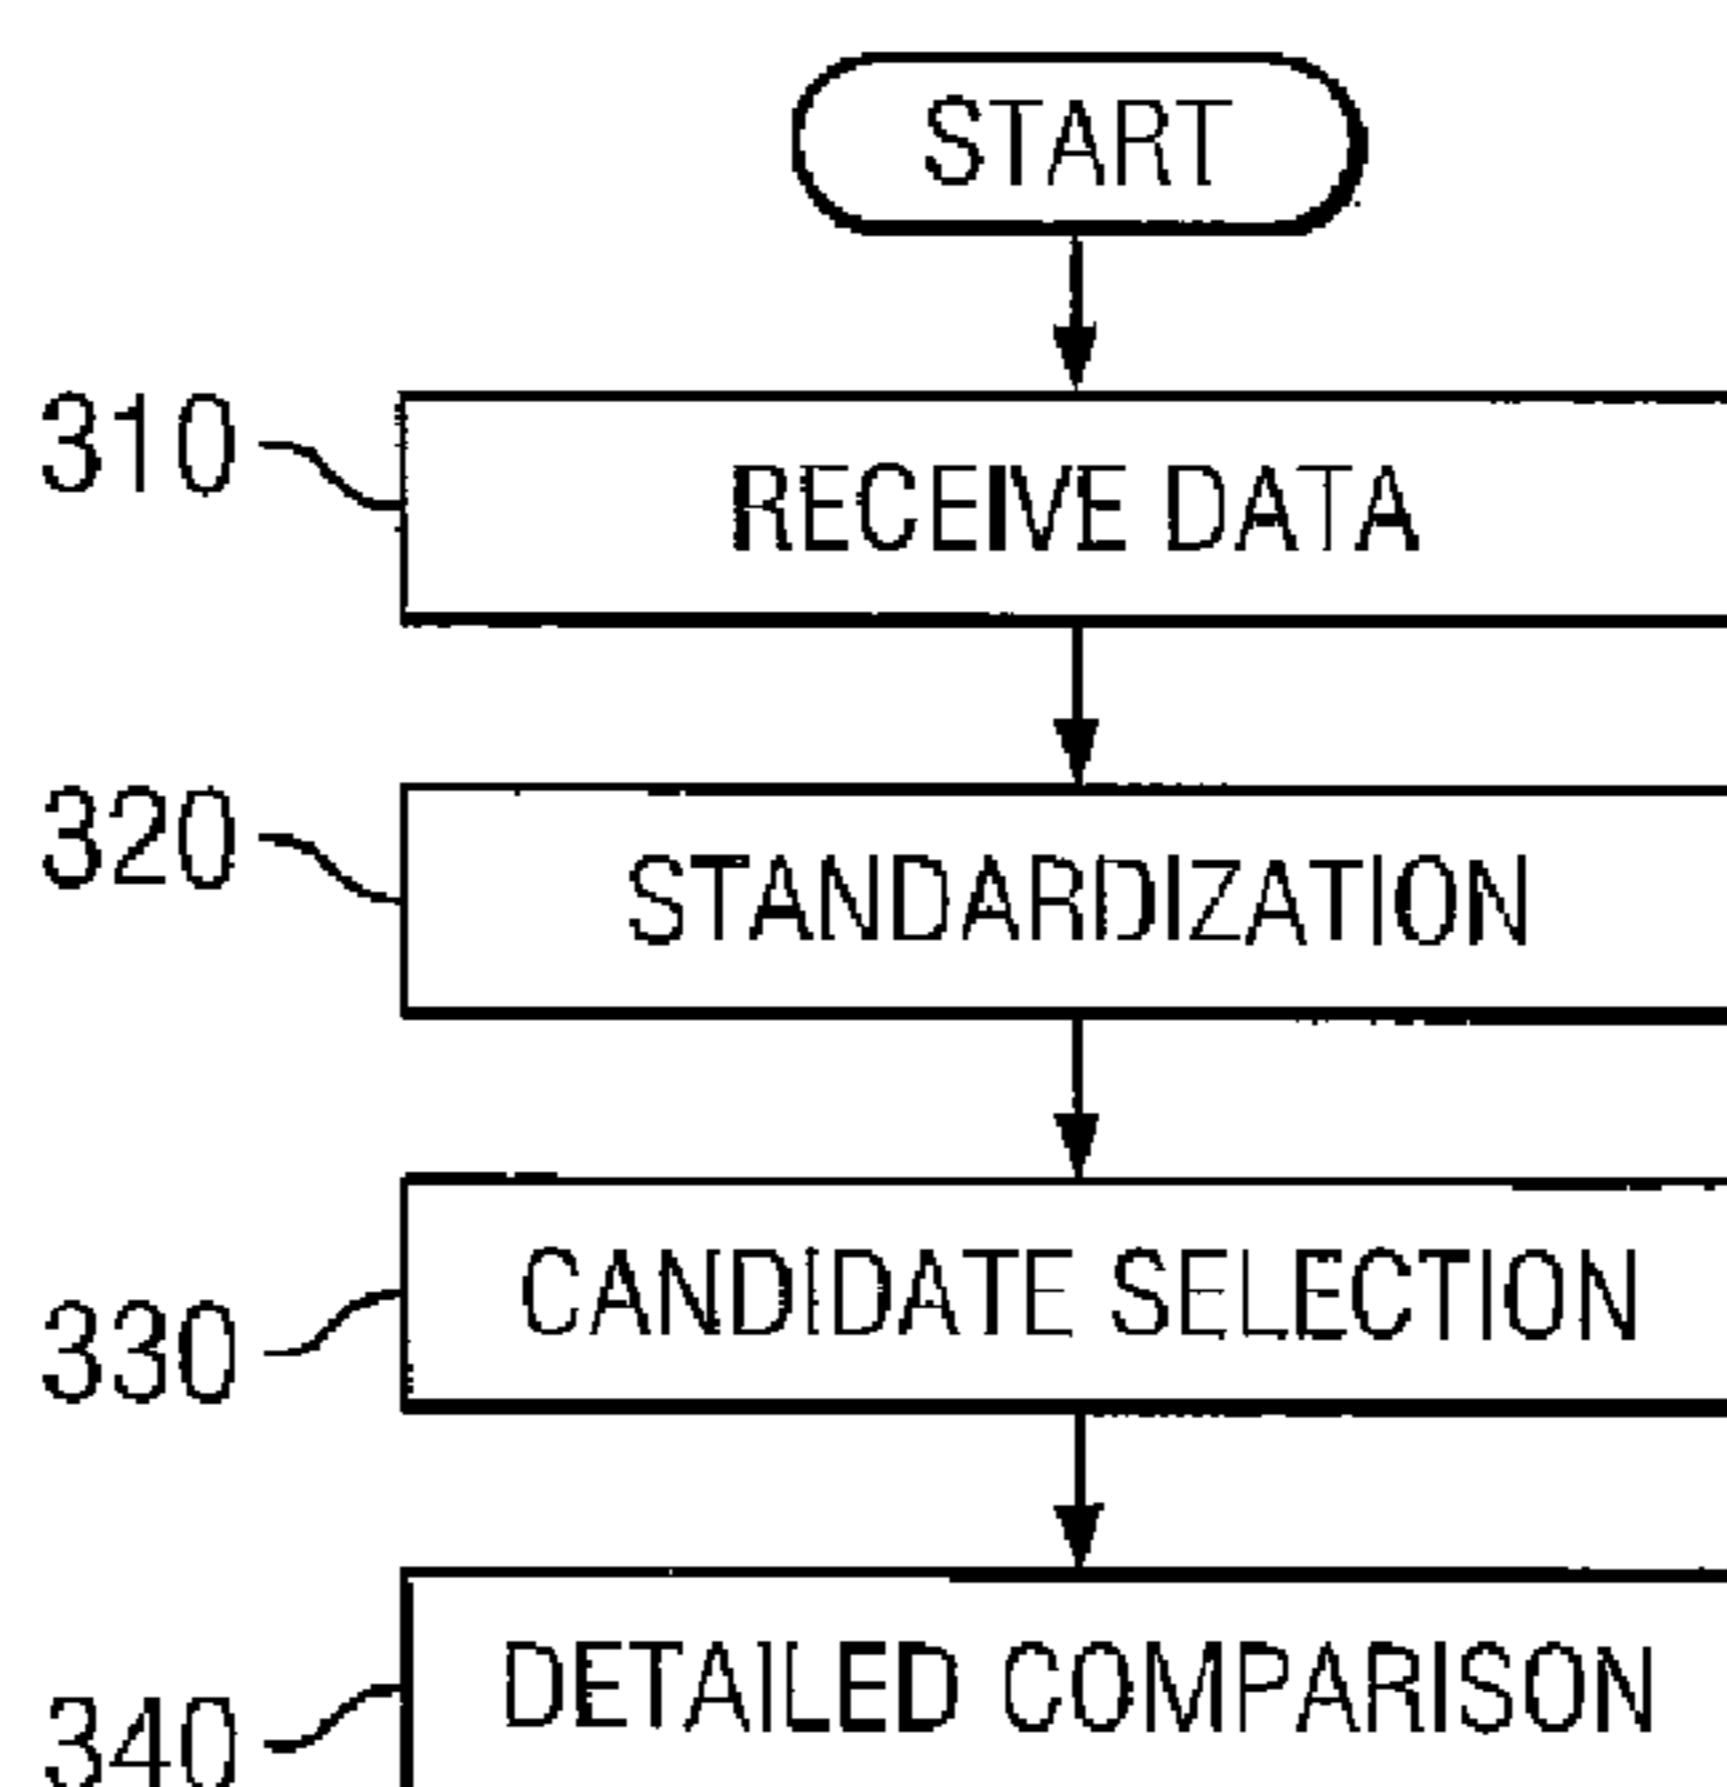 START
310
RECEIVE DATA
320
STANDARDIZATION
330
CANDIDATE SELECTION
340
DETAILED COMPARISON